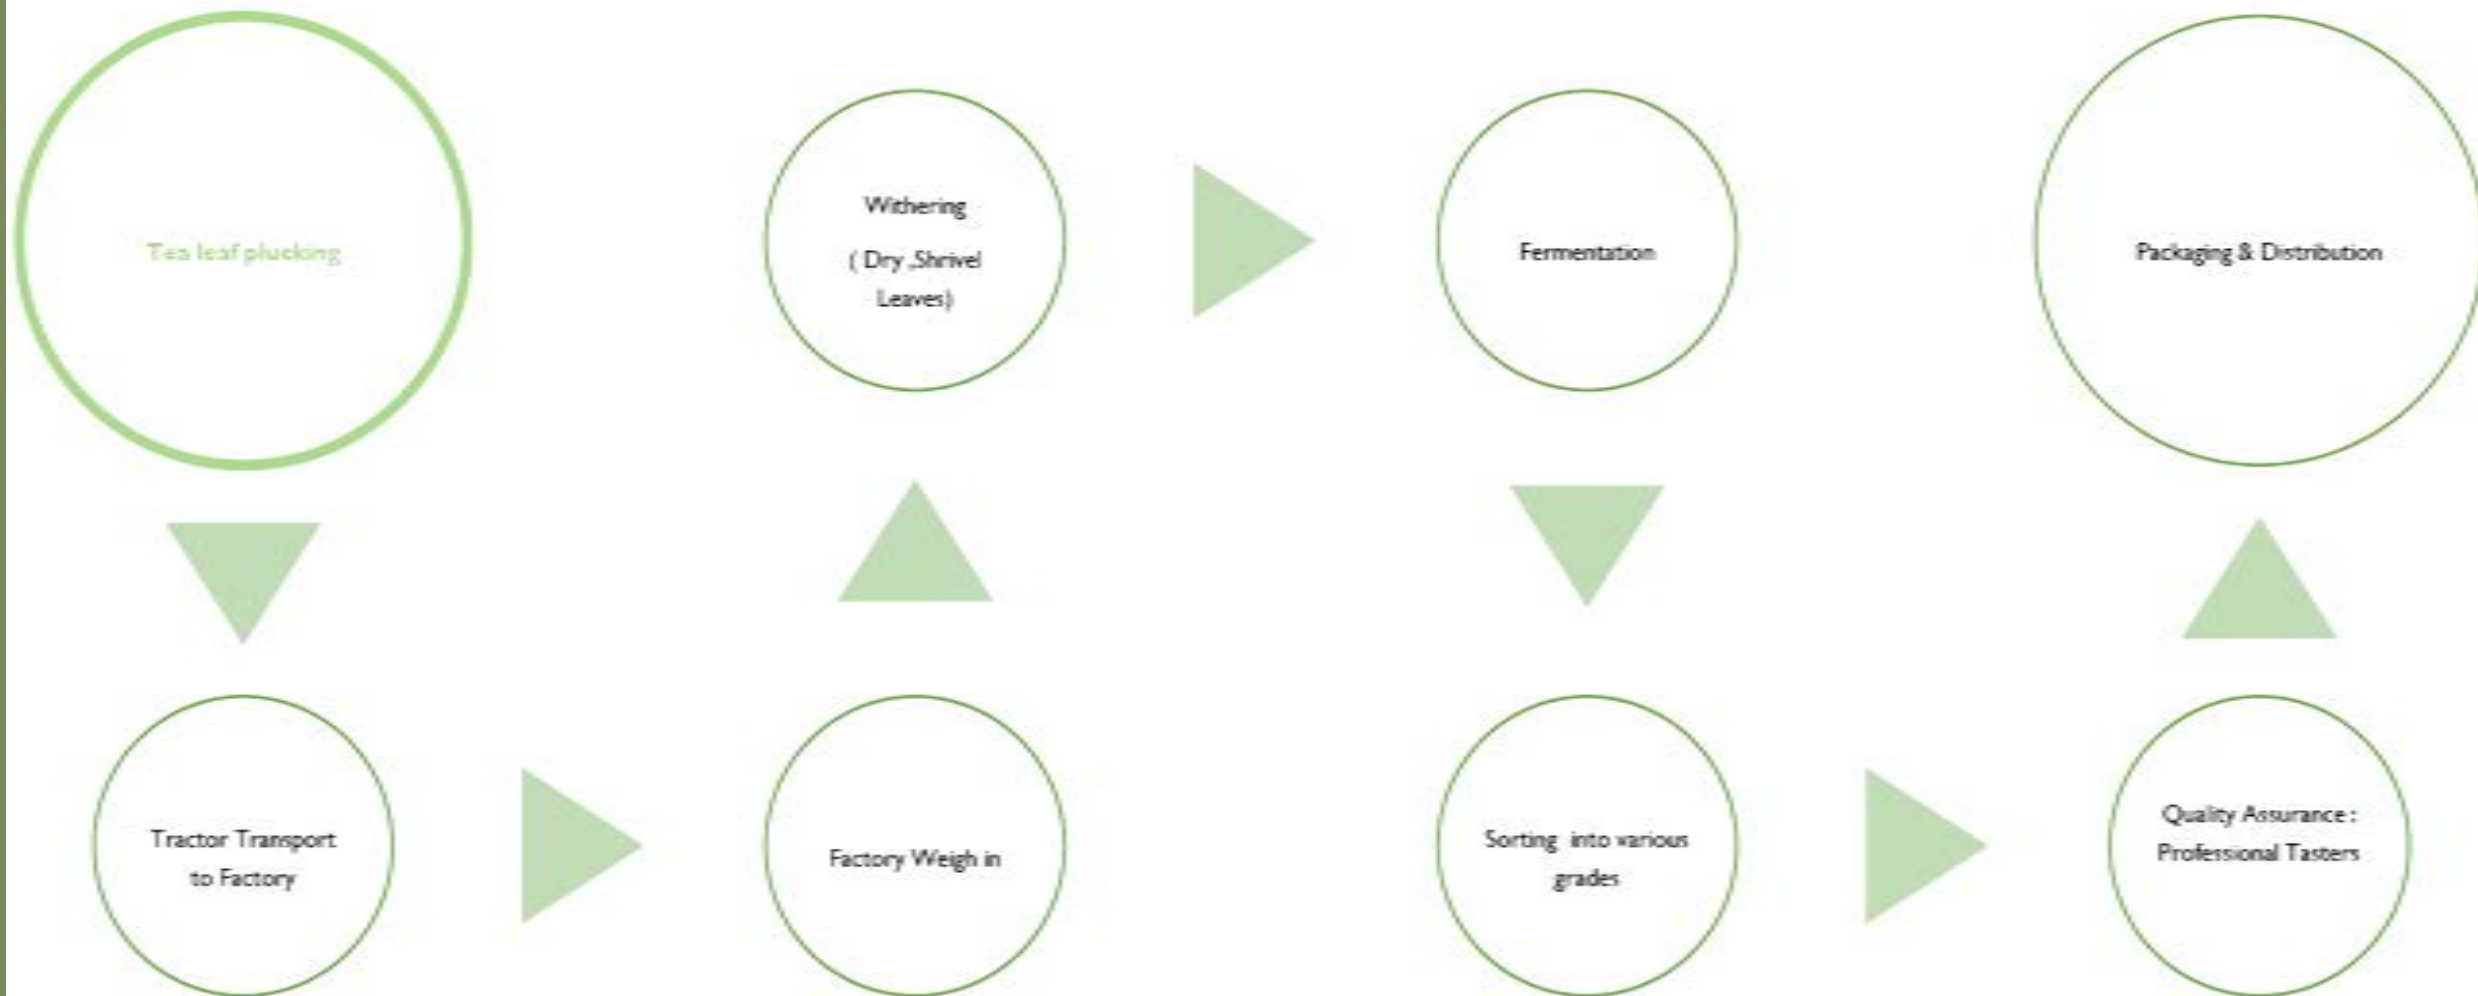 Tea leaf plucking
Tractor Transport
to Factory
Factory Weigh in
Withering
( Dry ,Shrivel
Leaves)
Fermentation
Sorting into various
grades
Quality Assurance :
Professional Tasters
Packaging & Distribution